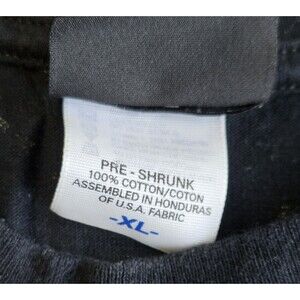 PRE - SHRUNK
100% COTTON/COTON
ASSEMBLED IN HONDURAS
OF U.S.A. FABRIC
-XL-